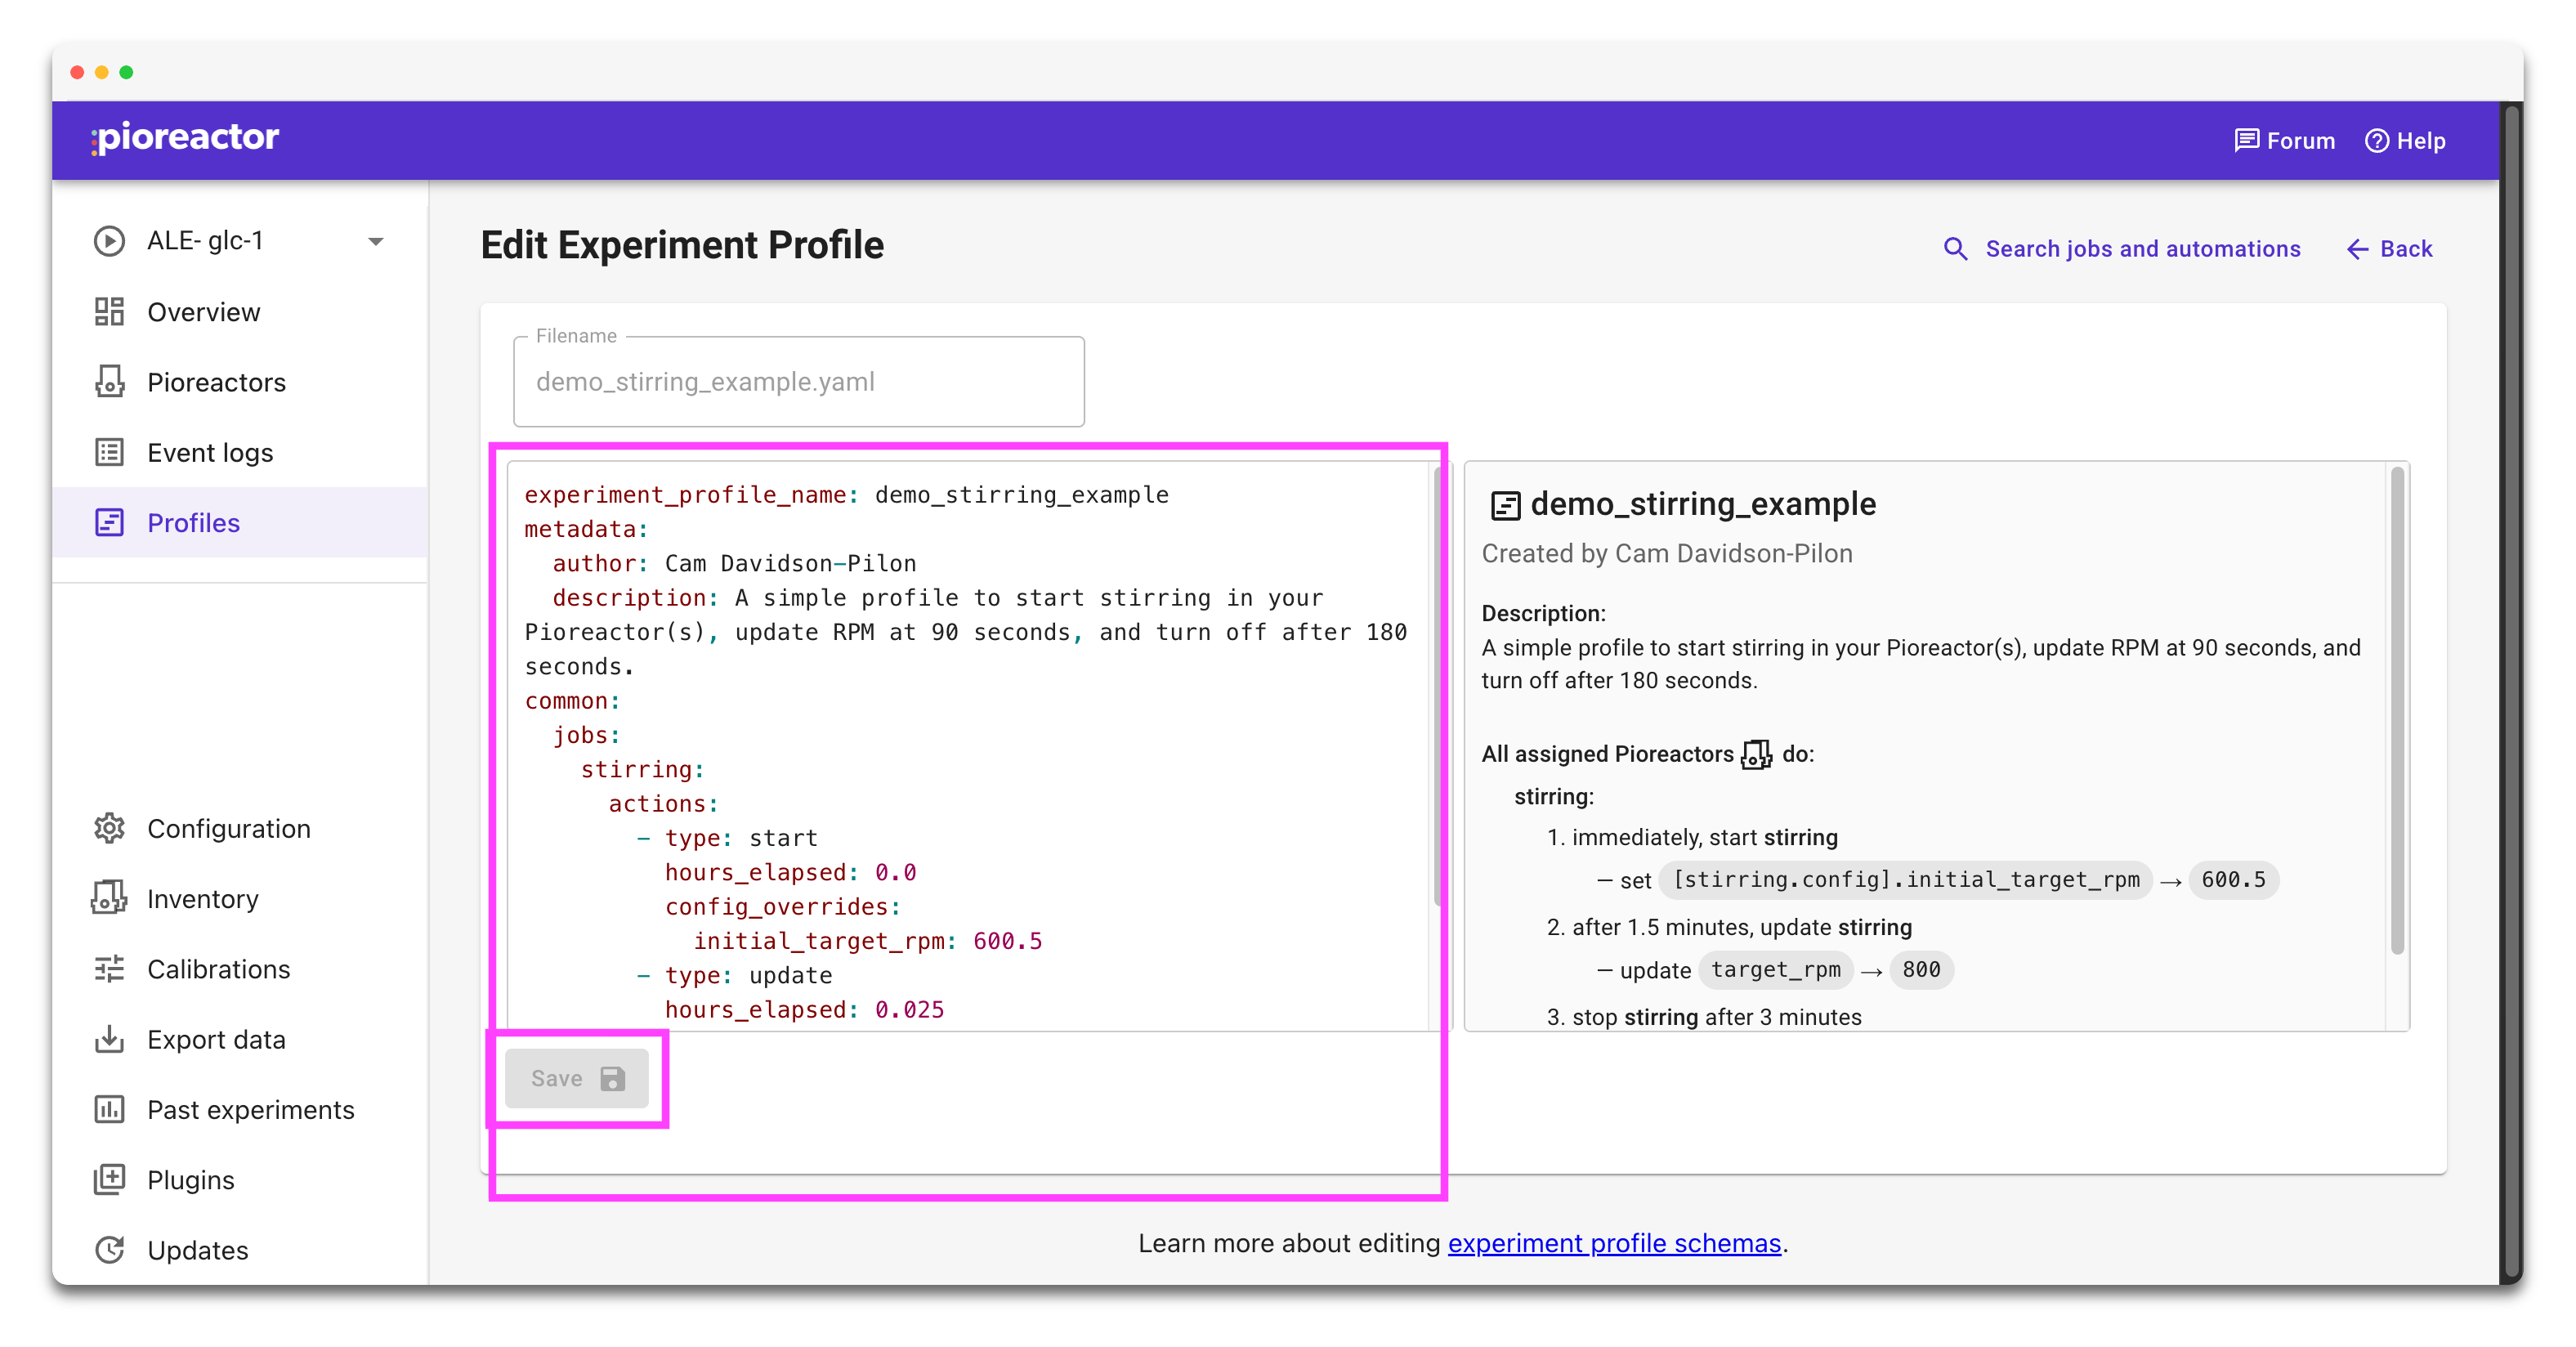 pioreactor
Forum
Help
ALE- glc-1
Overview
Pioreactors
Event logs
Profiles
Configuration
Inventory
Calibrations
Export data
Past experiments
Plugins
Updates
Edit Experiment Profile
Search jobs and automations
Back
Filename
demo_stirring_example.yaml
experiment_profile_name: demo_stirring_example
metadata:
  author: Cam Davidson-Pilon
  description: A simple profile to start stirring in your
Pioreactor(s), update RPM at 90 seconds, and turn off after 180
seconds.
common:
  jobs:
    stirring:
      actions:
        - type: start
          hours_elapsed: 0.0
          config_overrides:
            initial_target_rpm: 600.5
        - type: update
          hours_elapsed: 0.025
Save
demo_stirring_example
Created by Cam Davidson-Pilon
Description:
A simple profile to start stirring in your Pioreactor(s), update RPM at 90 seconds, and
turn off after 180 seconds.
All assigned Pioreactors do:
stirring:
1. immediately, start stirring
— set [stirring.config].initial_target_rpm → 600.5
2. after 1.5 minutes, update stirring
— update target_rpm → 800
3. stop stirring after 3 minutes
Learn more about editing experiment profile schemas.